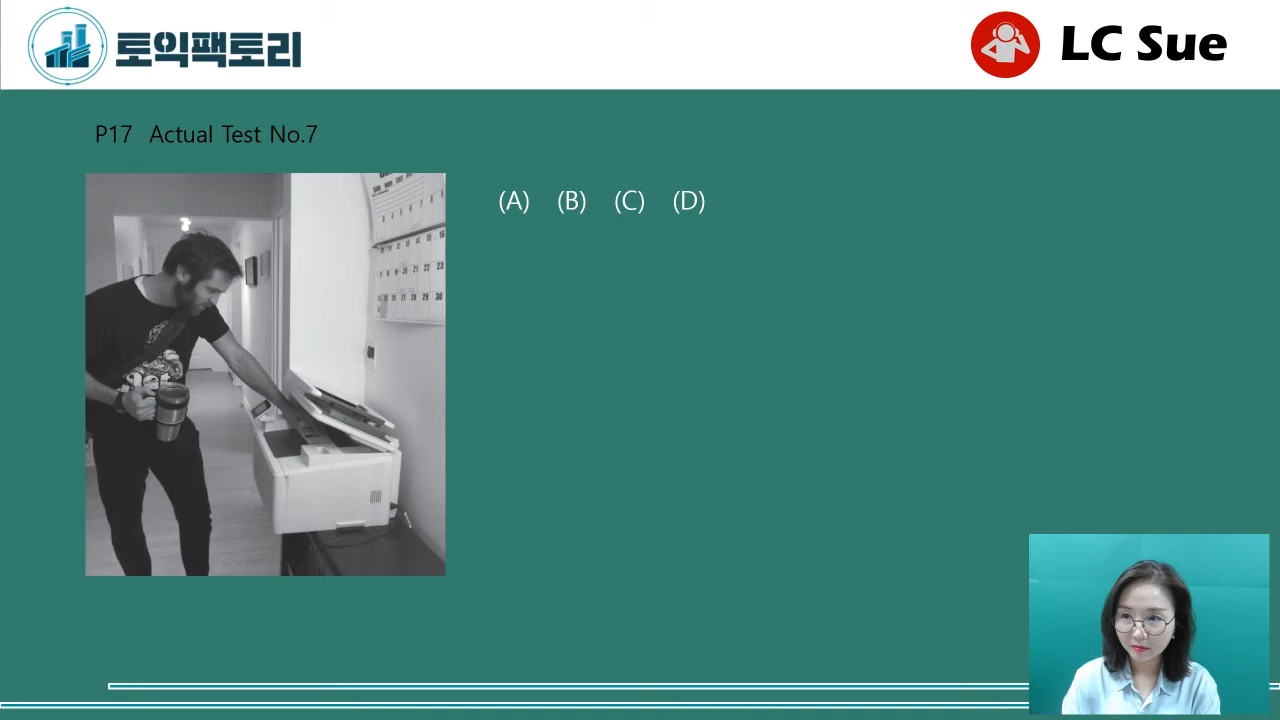 토익팩토리
LC Sue
P17 Actual Test No.7
(A) (B) (C) (D)